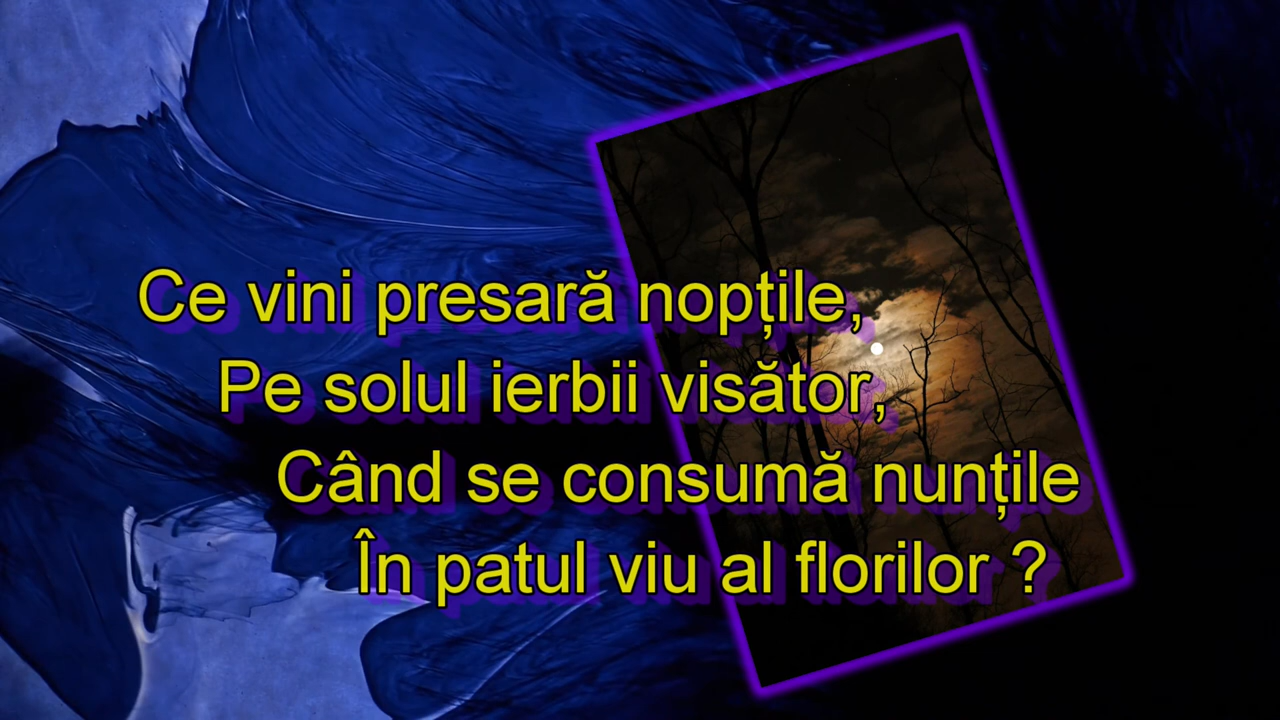 Ce vini presară nopțile,
Pe solul ierbii visător,
Când se consumă nunțile
În patul viu al florilor ?